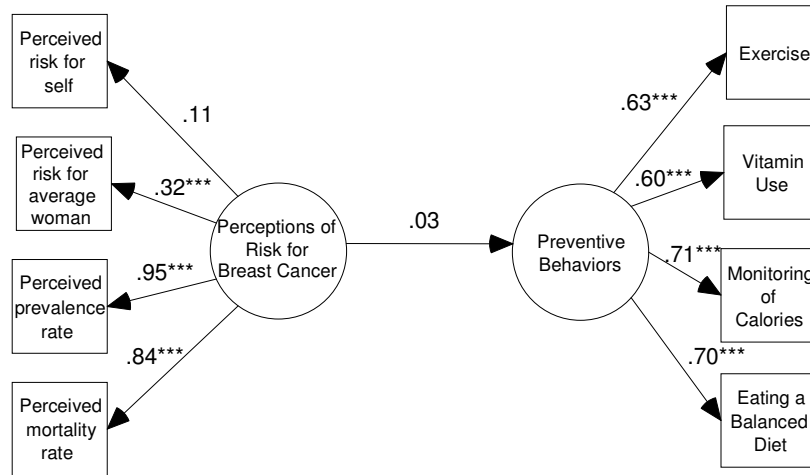 Perceived
risk for
self
.11
Perceived
risk for
average
woman
.32***
Perceived
prevalence
rate
.95***
Perceived
mortality
rate
.84***
Perceptions of
Risk for
Breast Cancer
.03
Preventive
Behaviors
.63***
Exercise
.60***
Vitamin
Use
.71***
Monitoring
of
Calories
.70***
Eating a
Balanced
Diet